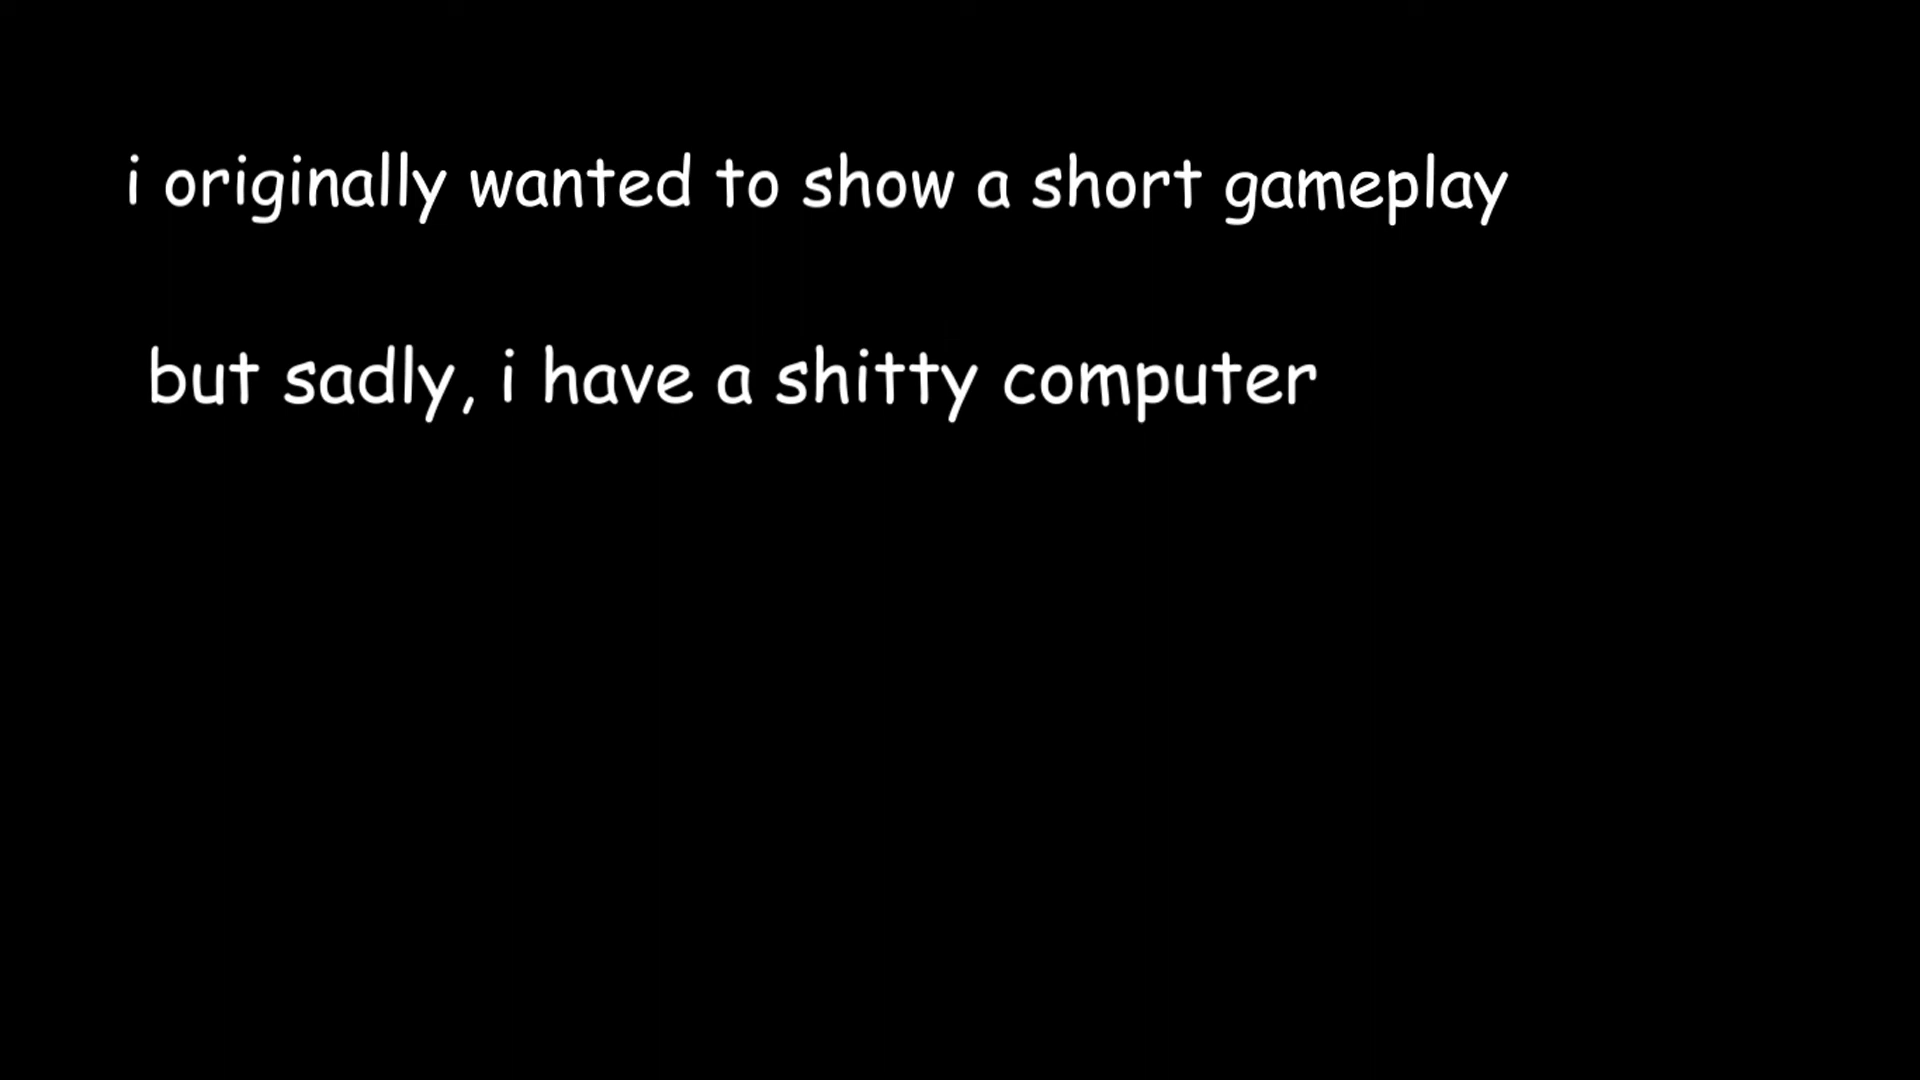 i originally wanted to show a short gameplay
but sadly, i have a shitty computer